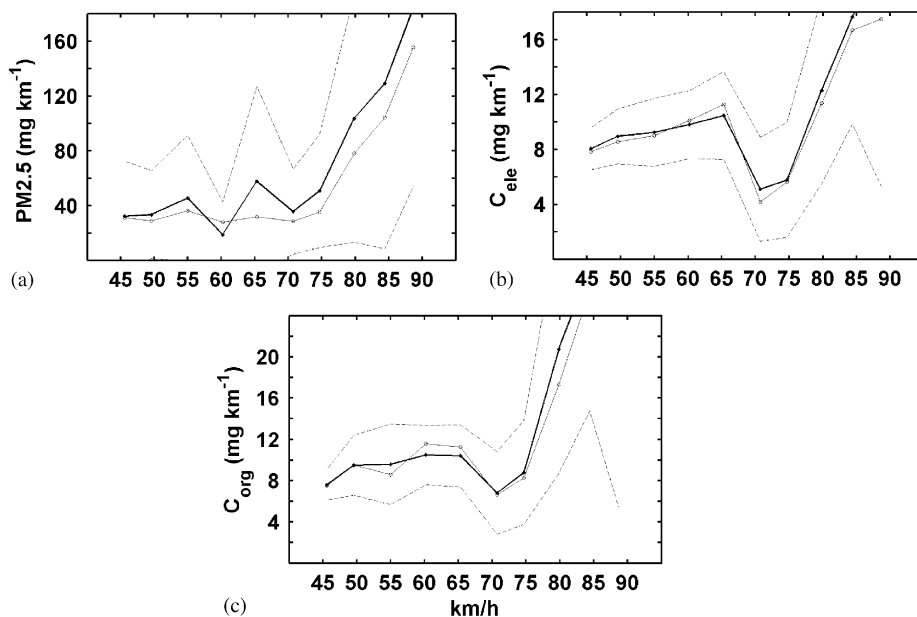 160
120
80
40
PM2.5 (mg km⁻¹)
45 50 55 60 65 70 75 80 85 90
(a)
16
12
8
4
C_ele (mg km⁻¹)
45 50 55 60 65 70 75 80 85 90
(b)
20
16
12
8
4
C_org (mg km⁻¹)
45 50 55 60 65 70 75 80 85 90
km/h
(c)